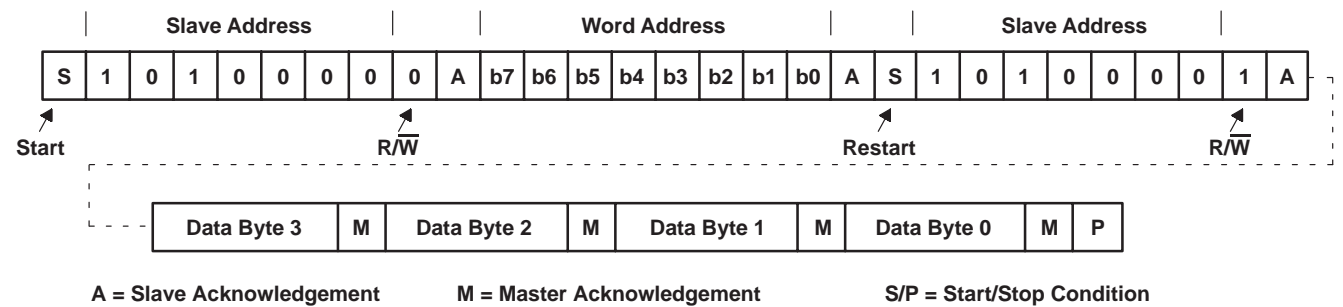 Slave Address Word Address Slave Address
S 1 0 1 0 0 0 0 0 A b7 b6 b5 b4 b3 b2 b1 b0 A S 1 0 1 0 0 0 0 1 A
Start R/W̅ Restart R/W̅
Data Byte 3 M Data Byte 2 M Data Byte 1 M Data Byte 0 M P
A = Slave Acknowledgement M = Master Acknowledgement S/P = Start/Stop Condition